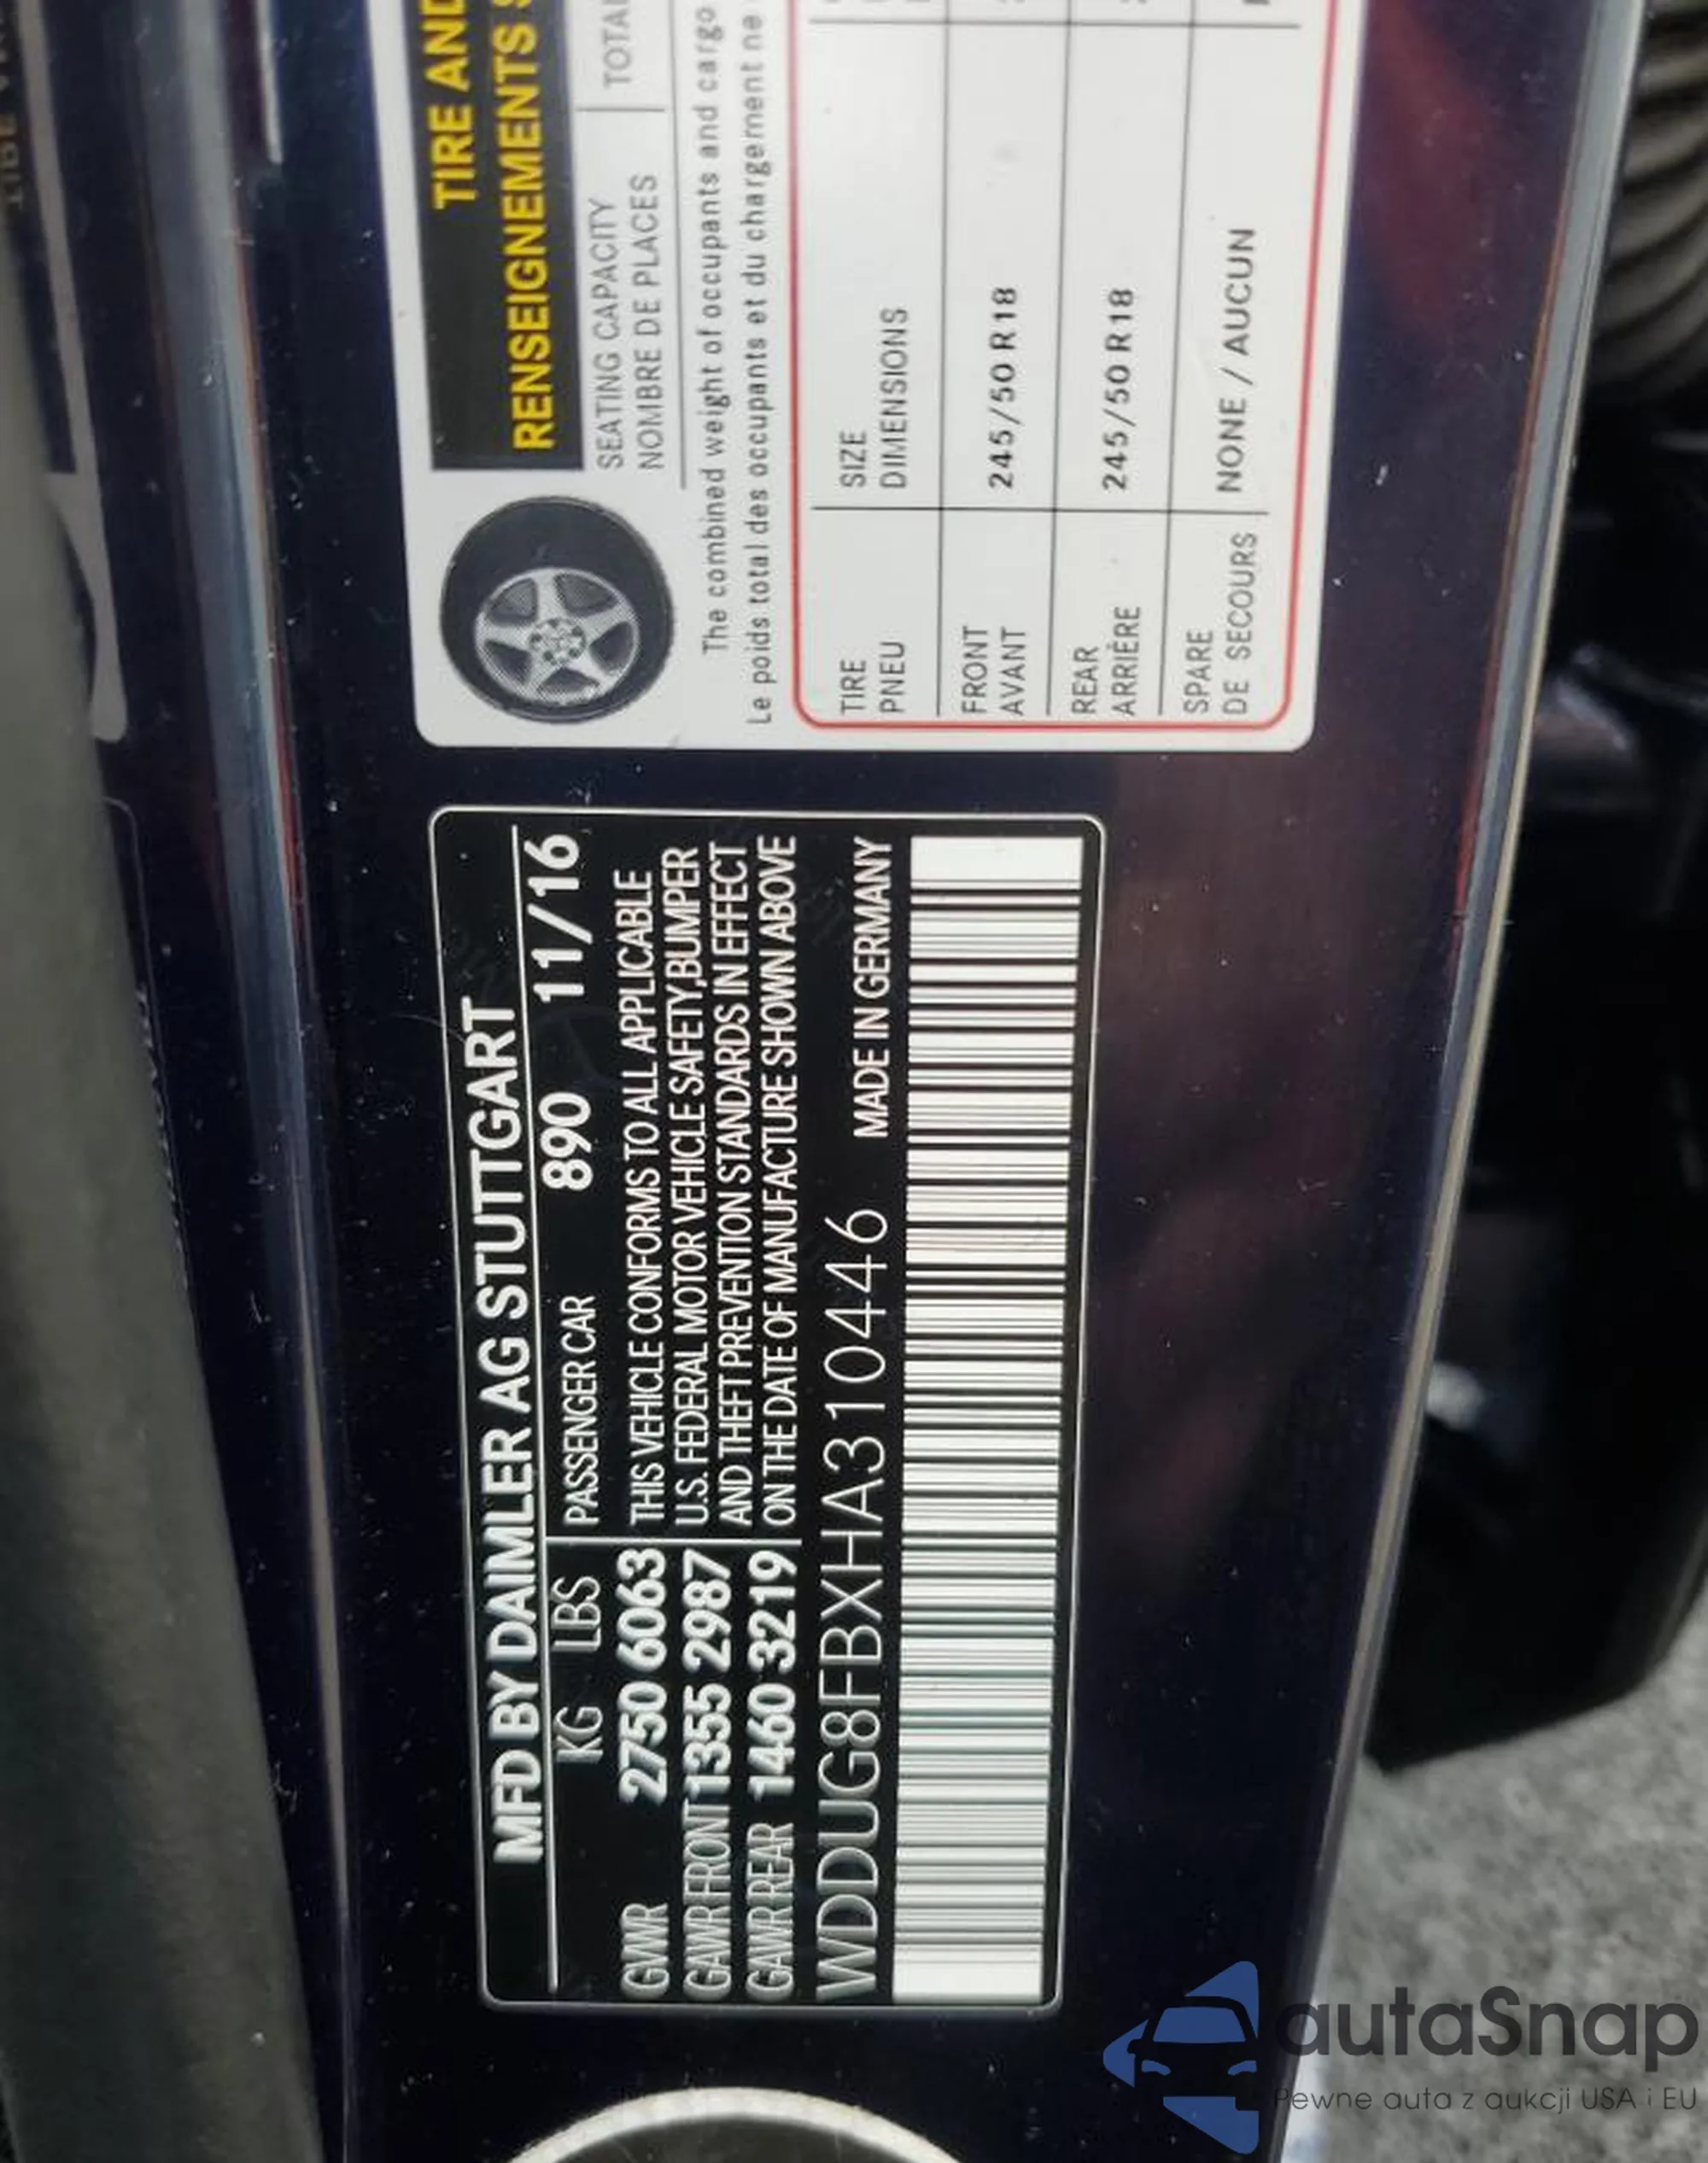 MFD BY DAIMLER AG STUTTGART
KG LBS PASSENGER CAR 890 11/16
GVWR 2750 6063 THIS VEHICLE CONFORMS TO ALL APPLICABLE
GAWR FRONT 1355 2987 U.S. FEDERAL MOTOR VEHICLE SAFETY, BUMPER
AND THEFT PREVENTION STANDARDS IN EFFECT
GAWR REAR 1460 3219 ON THE DATE OF MANUFACTURE SHOWN ABOVE
WDDUG8FBXHA310446 MADE IN GERMANY
TIRE AND
RENSEIGNEMENTS
SEATING CAPACITY
NOMBRE DE PLACES
The combined weight of occupants and cargo
Le poids total des occupants et du chargement ne
TIRE SIZE
PNEU DIMENSIONS
FRONT
AVANT 245/50 R18
REAR
ARRIÈRE 245/50 R18
SPARE
DE SECOURS NONE / AUCUN
autaSnap
Pewne auta z aukcji USA i EU